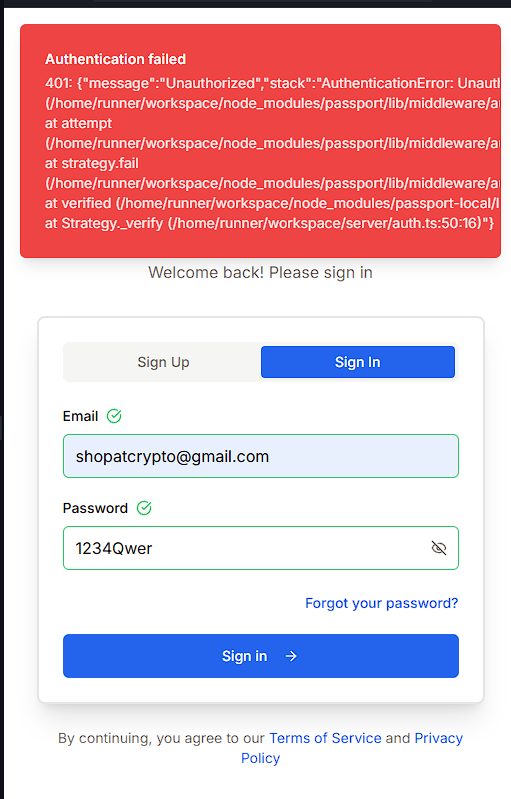 Authentication failed
401: {"message":"Unauthorized","stack":"AuthenticationError: Unauth
(/home/runner/workspace/node_modules/passport/lib/middleware/au
at attempt
(/home/runner/workspace/node_modules/passport/lib/middleware/au
at strategy.fail
(/home/runner/workspace/node_modules/passport/lib/middleware/au
at verified (/home/runner/workspace/node_modules/passport-local/l
at Strategy._verify (/home/runner/workspace/server/auth.ts:50:16)"}
Welcome back! Please sign in
Sign Up
Sign In
Email
shopatcrypto@gmail.com
Password
1234Qwer
Forgot your password?
Sign in →
By continuing, you agree to our Terms of Service and Privacy
Policy